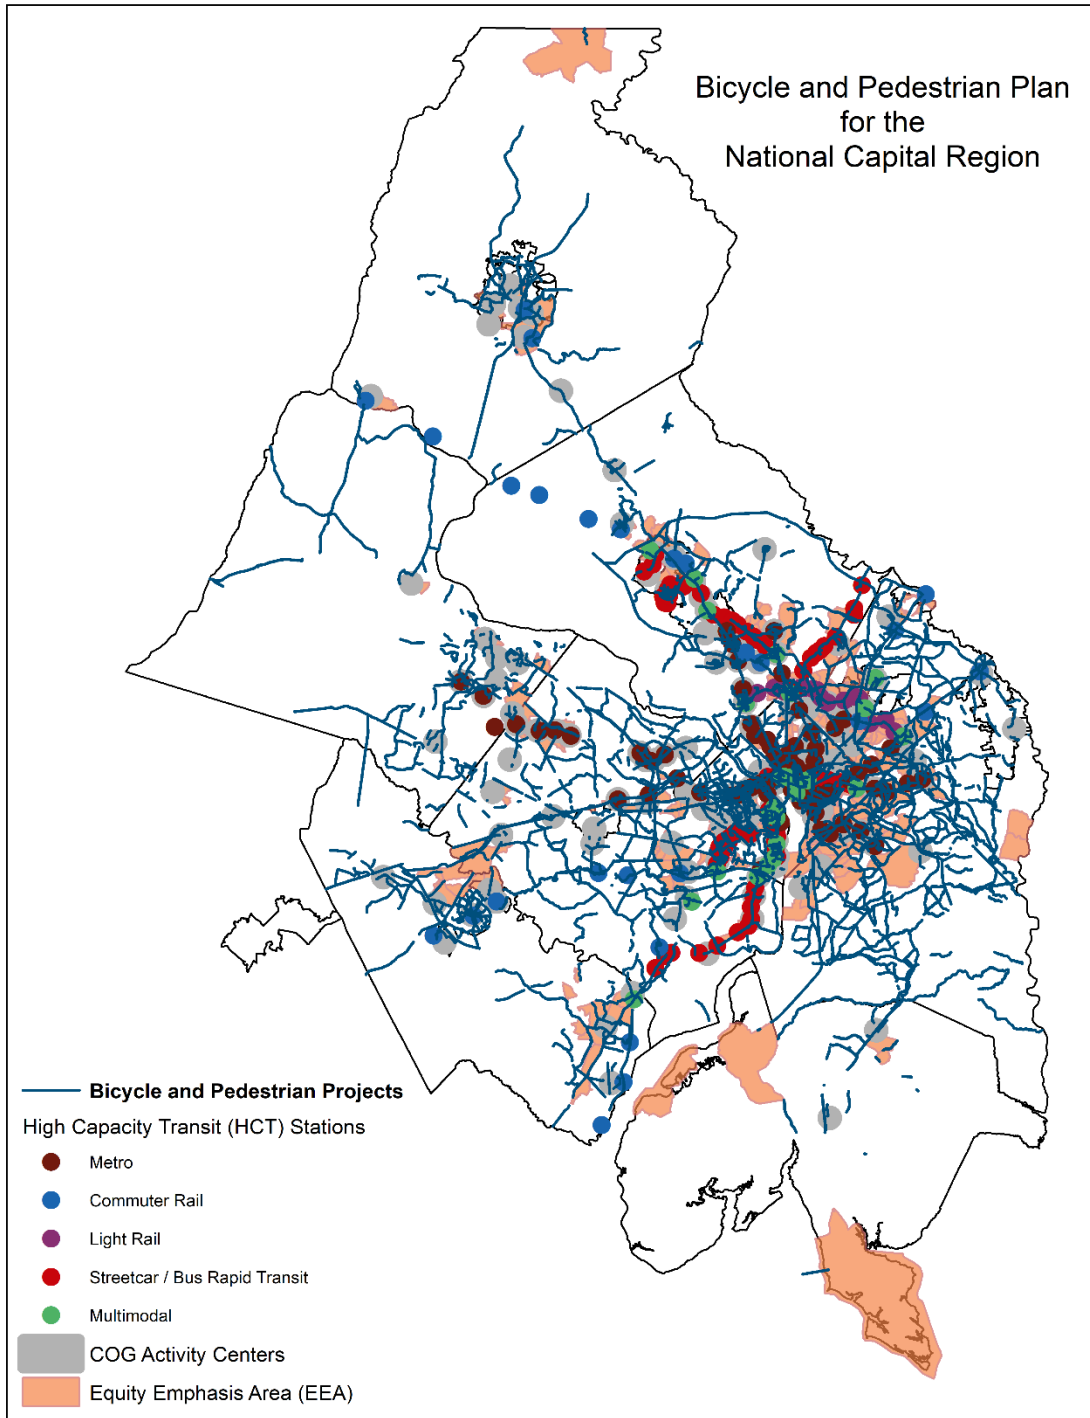 Bicycle and Pedestrian Plan
for the
National Capital Region
Bicycle and Pedestrian Projects
High Capacity Transit (HCT) Stations
Metro
Commuter Rail
Light Rail
Streetcar / Bus Rapid Transit
Multimodal
COG Activity Centers
Equity Emphasis Area (EEA)